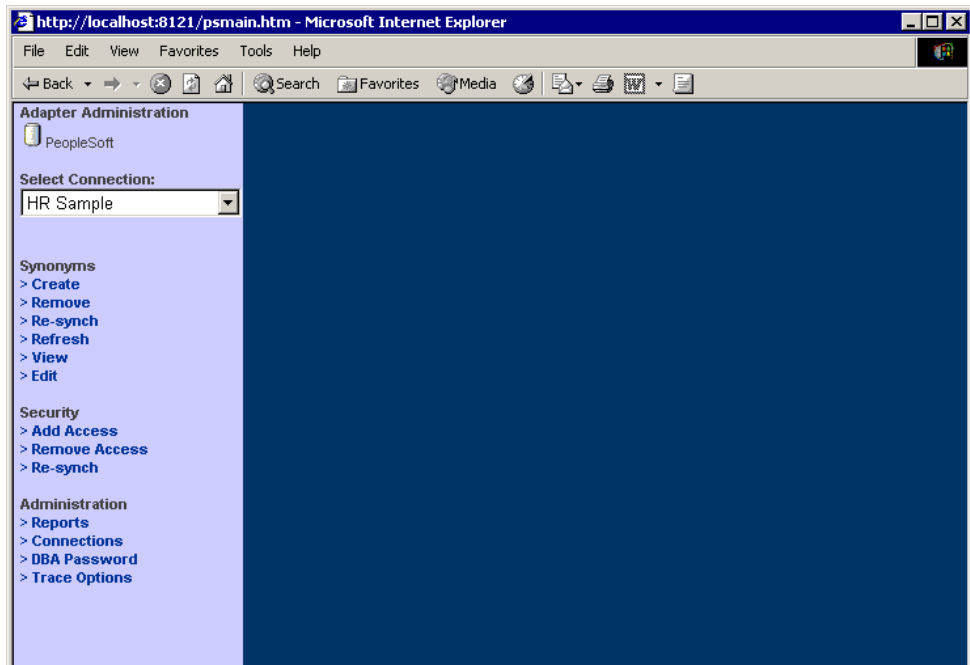 http://localhost:8121/psmain.htm - Microsoft Internet Explorer
File Edit View Favorites Tools Help
Back Search Favorites Media
Adapter Administration
PeopleSoft
Select Connection:
HR Sample
Synonyms
> Create
> Remove
> Re-synch
> Refresh
> View
> Edit
Security
> Add Access
> Remove Access
> Re-synch
Administration
> Reports
> Connections
> DBA Password
> Trace Options